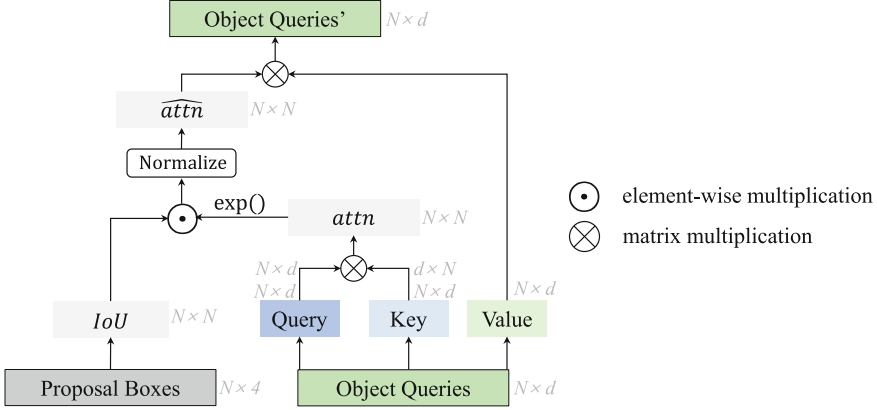 Object Queries’ N × d
attn N × N
Normalize
exp()
attn N × N
element-wise multiplication
matrix multiplication
N × d d × N
N × d N × d N × d
IoU N × N Query Key Value
Proposal Boxes N × 4 Object Queries N × d